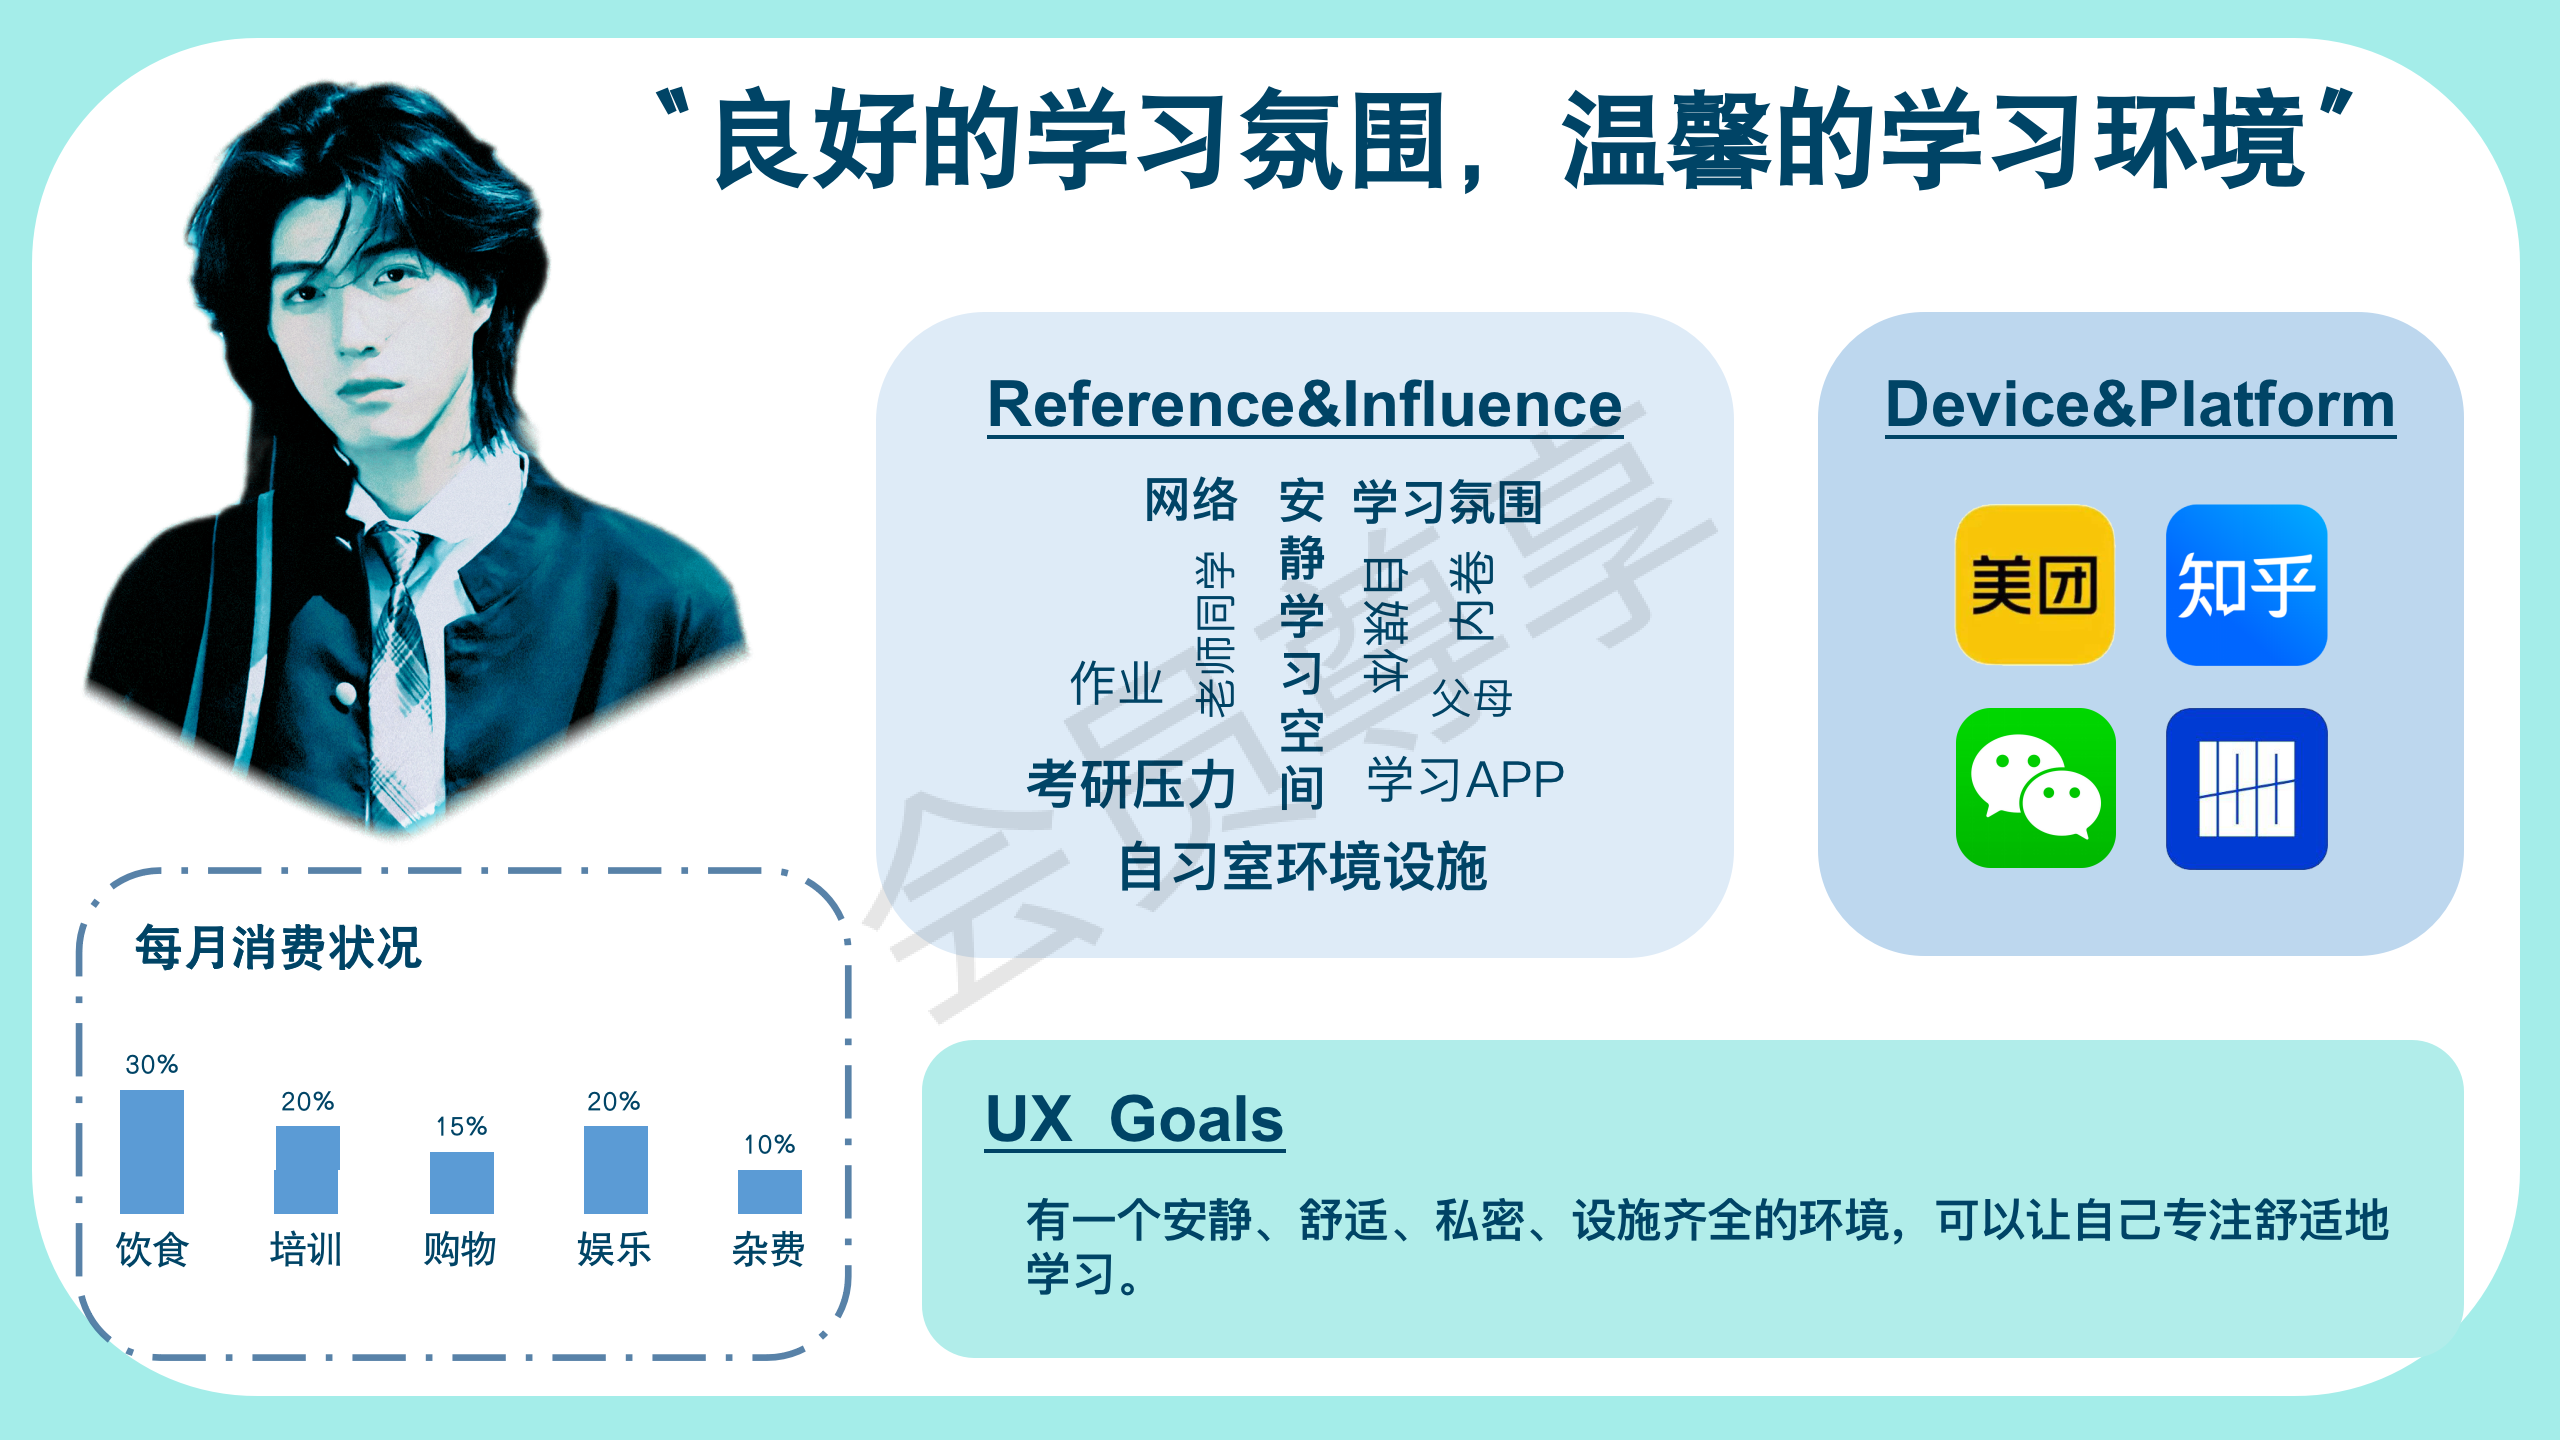 “良好的学习氛围，温馨的学习环境”
Reference&Influence
网络
安静学习空间
学习氛围
老师同学
体数自
内卷
作业
父母
考研压力
学习APP
自习室环境设施
会员尊享
Device&Platform
美团
知乎
100
每月消费状况
30%
20%
15%
20%
10%
饮食
培训
购物
娱乐
杂费
UX Goals
有一个安静、舒适、私密、设施齐全的环境，可以让自己专注舒适地
学习。